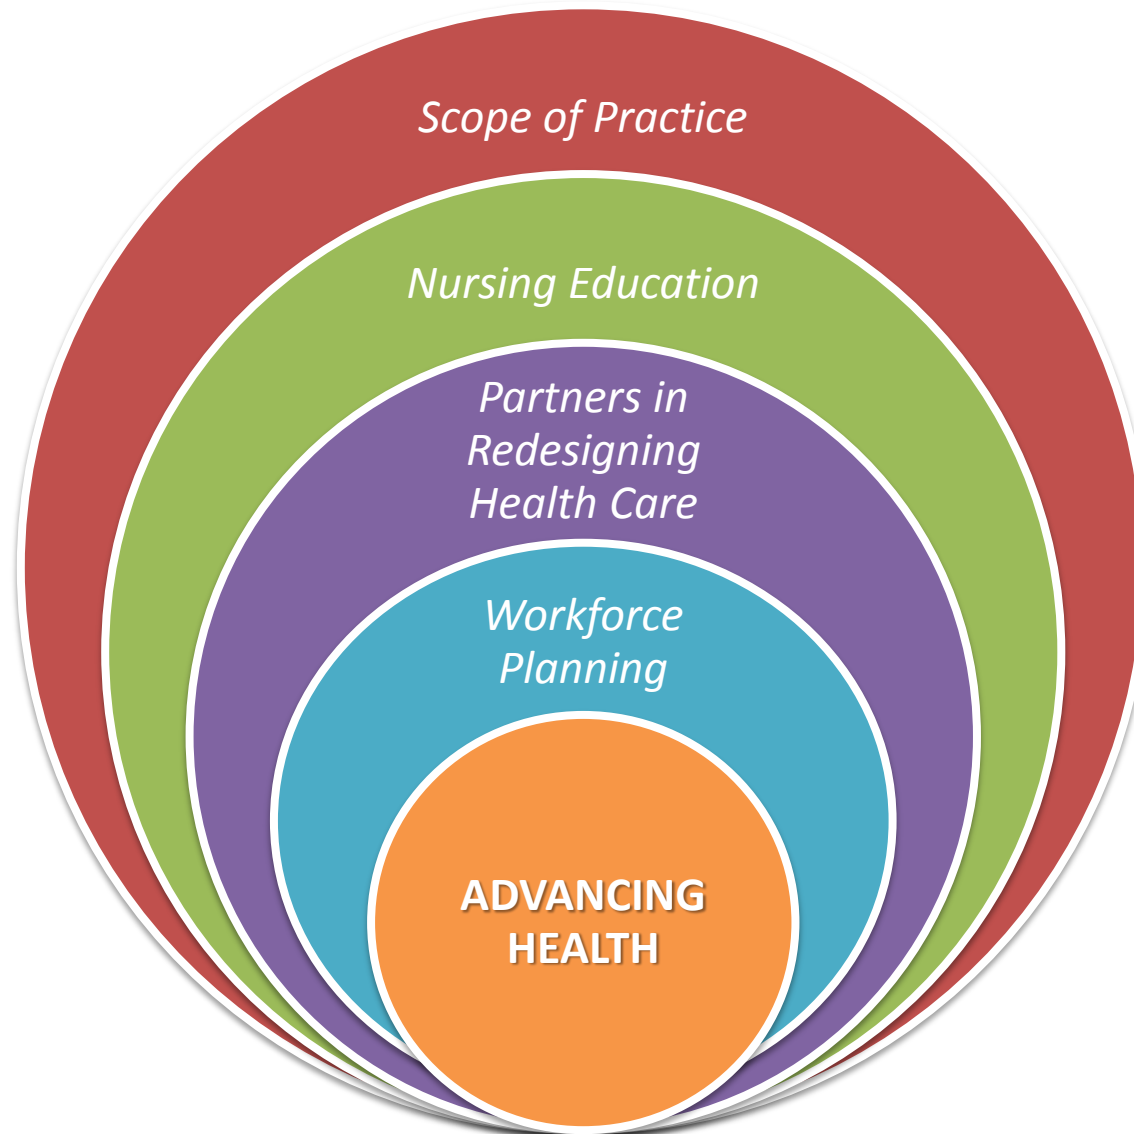 Scope of Practice
Nursing Education
Partners in
Redesigning
Health Care
Workforce
Planning
ADVANCING
HEALTH